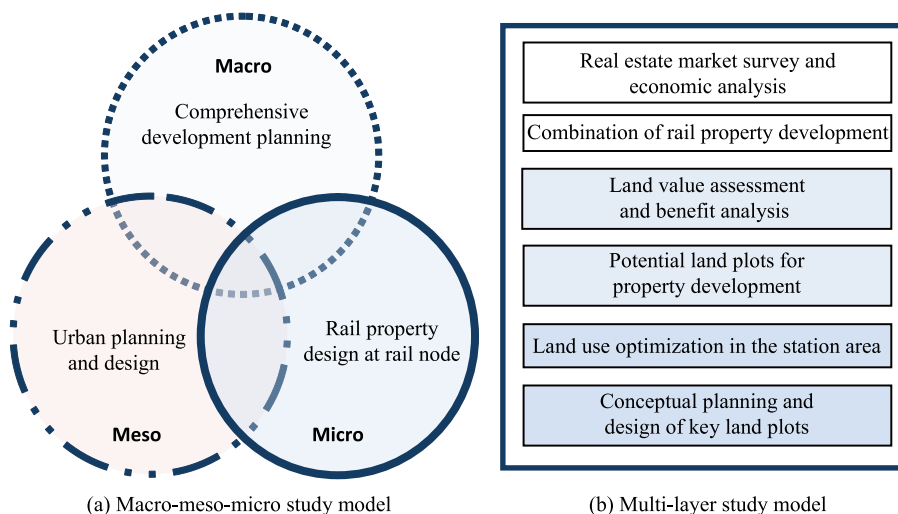 Macro
Comprehensive
development planning
Urban planning
and design
Meso
Rail property
design at rail node
Micro
(a) Macro-meso-micro study model
Real estate market survey and
economic analysis
Combination of rail property development
Land value assessment
and benefit analysis
Potential land plots for
property development
Land use optimization in the station area
Conceptual planning and
design of key land plots
(b) Multi-layer study model